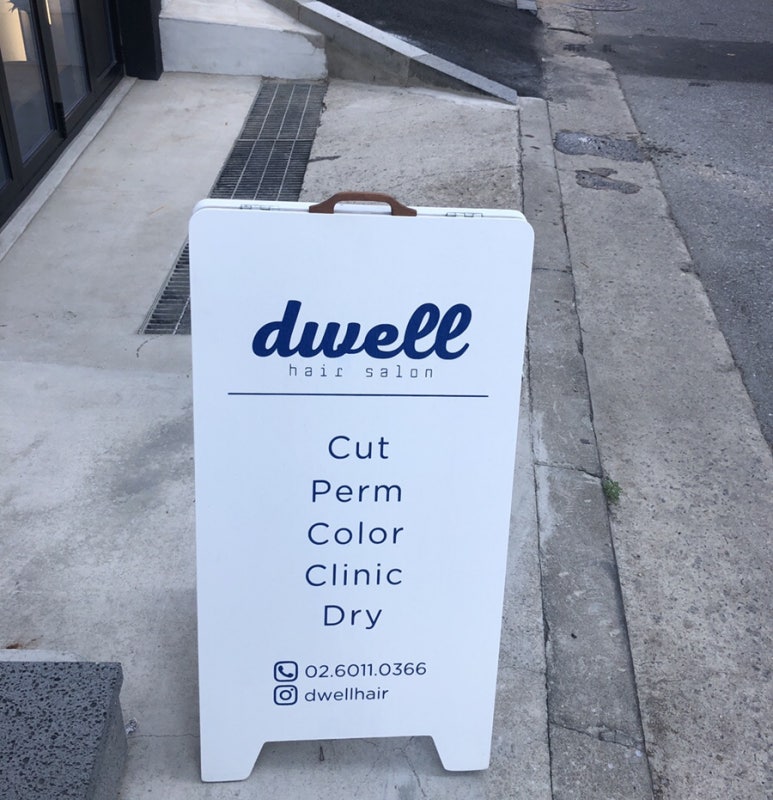 dwell
hair salon
Cut
Perm
Color
Clinic
Dry
02.6011.0366
dwellhair